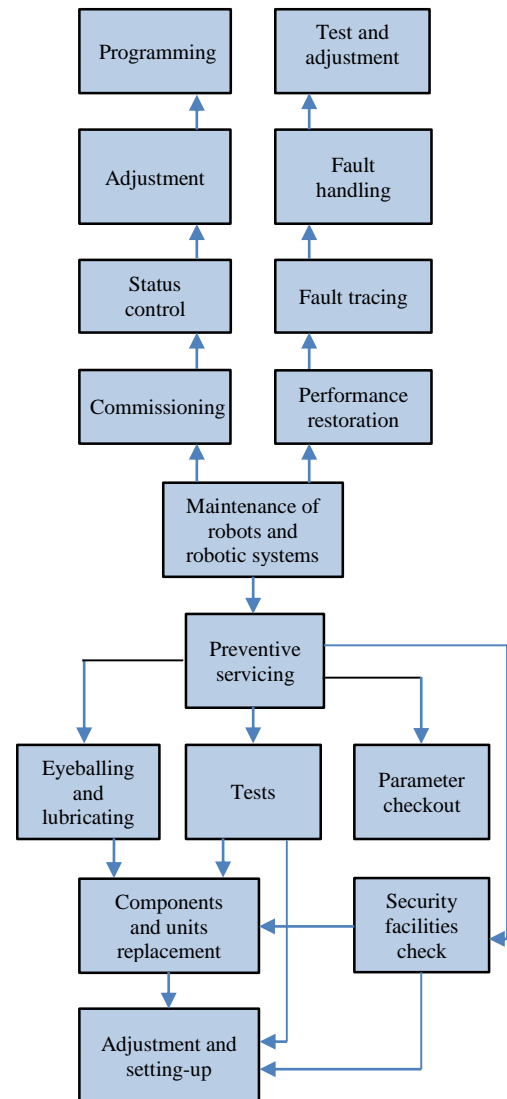 Programming
Test and
adjustment
Adjustment
Fault
handling
Status
control
Fault tracing
Commissioning
Performance
restoration
Maintenance of
robots and
robotic systems
Preventive
servicing
Eyeballing
and
lubricating
Tests
Parameter
checkout
Components
and units
replacement
Security
facilities
check
Adjustment and
setting-up